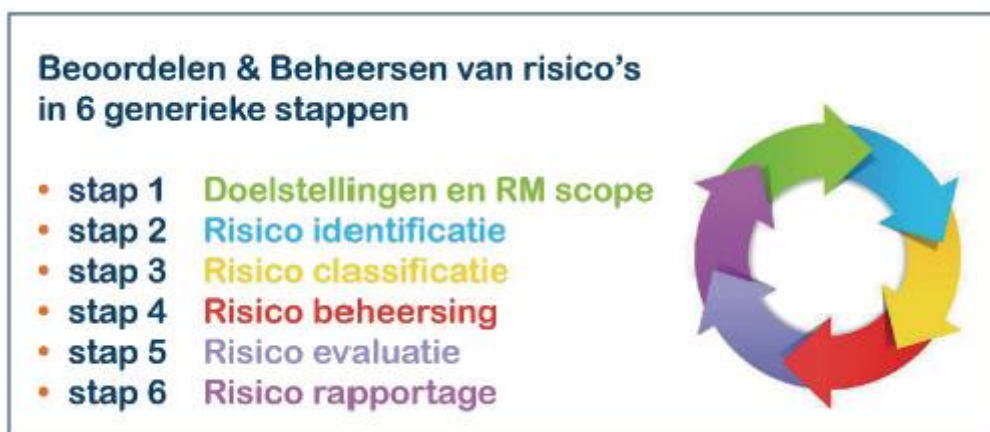 Beoordelen & Beheersen van risico's
in 6 generieke stappen
• stap 1 Doelstellingen en RM scope
• stap 2 Risico identificatie
• stap 3 Risico classificatie
• stap 4 Risico beheersing
• stap 5 Risico evaluatie
• stap 6 Risico rapportage